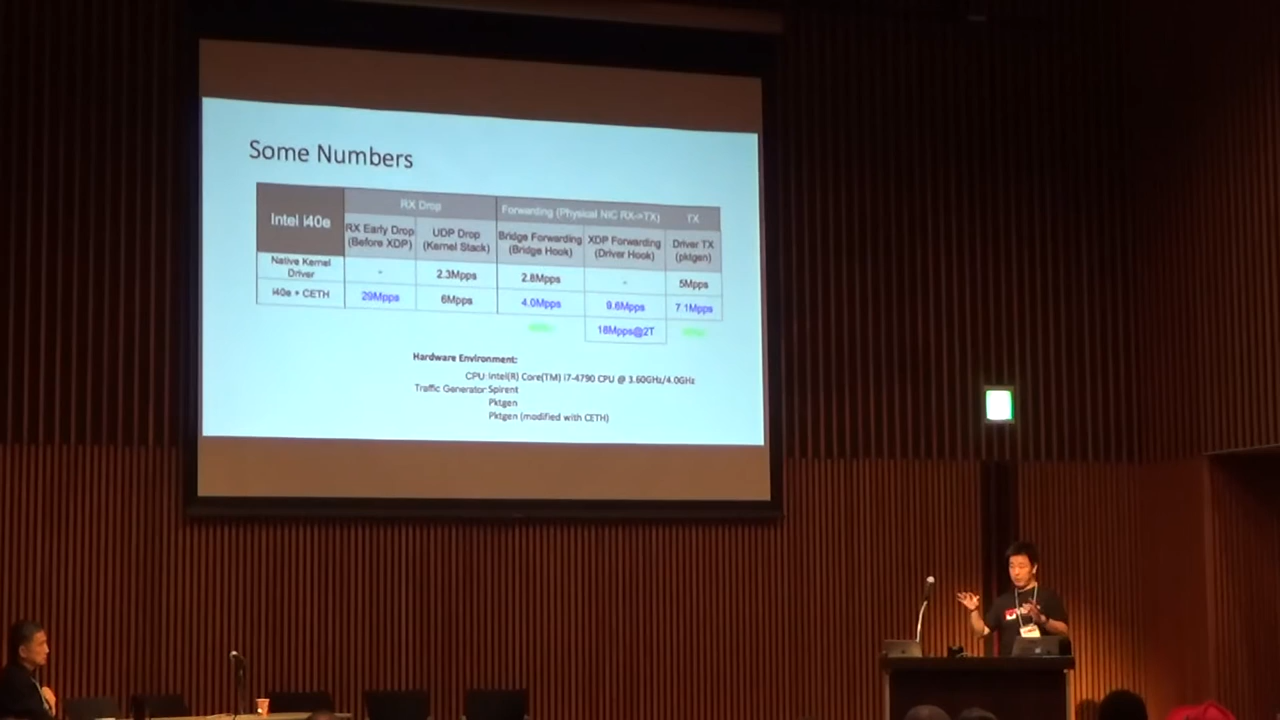 Some Numbers
Intel i40e
RX Drop
Forwarding (Physical NIC RX->TX)
TX
RX Early Drop
(Before XDP)
UDP Drop
(Kernel Stack)
Bridge Forwarding
(Bridge Hook)
XDP Forwarding
(Driver Hook)
Driver TX
(pktgen)
Native Kernel
Driver
-
2.3Mpps
2.8Mpps
-
5Mpps
i40e + CETH
29Mpps
6Mpps
4.0Mpps
9.6Mpps
7.1Mpps
18Mpps@2T
Hardware Environment:
CPU: Intel(R) Core(TM) i7-4790 CPU @ 3.60GHz/4.0GHz
Traffic Generator Spirent
Pktgen
Pktgen (modified with CETH)